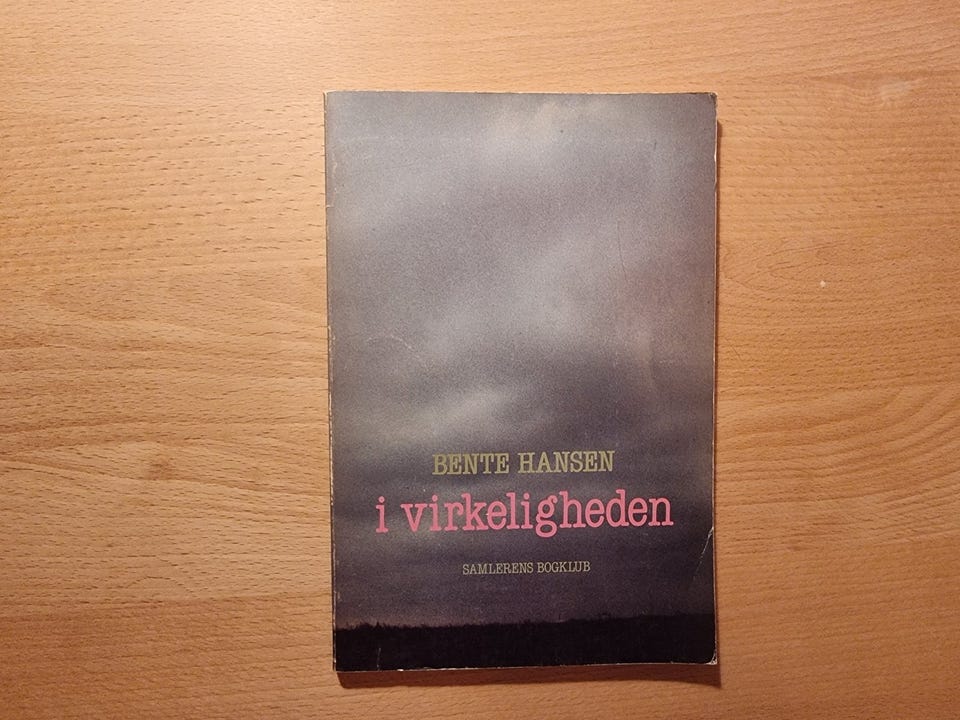 BENTE HANSEN
i virkeligheden
SAMLERENS BOGKLUB